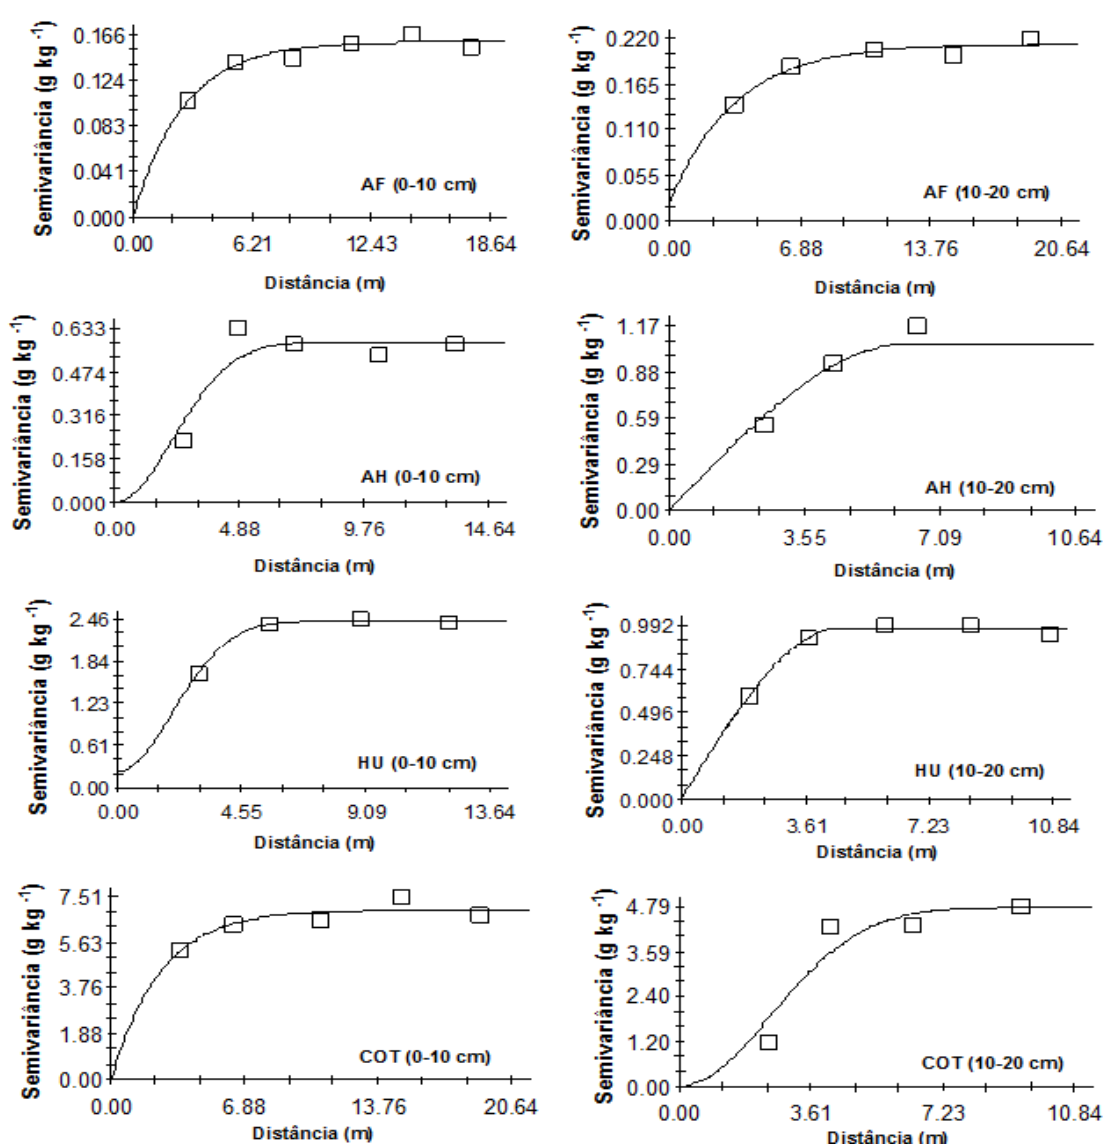 Semivariância (g kg -1)
0.166
0.124
0.083
0.041
0.000
AF (0-10 cm)
0.00 6.21 12.43 18.64
Distância (m)
Semivariância (g kg -1)
0.220
0.165
0.110
0.055
0.000
AF (10-20 cm)
0.00 6.88 13.76 20.64
Distância (m)
Semivariância (g kg -1)
0.633
0.474
0.316
0.158
0.000
AH (0-10 cm)
0.00 4.88 9.76 14.64
Distância (m)
Semivariância (g kg -1)
1.17
0.88
0.59
0.29
0.00
AH (10-20 cm)
0.00 3.55 7.09 10.64
Distância (m)
Semivariância (g kg -1)
2.46
1.84
1.23
0.61
0.00
HU (0-10 cm)
0.00 4.55 9.09 13.64
Distância (m)
Semivariância (g kg -1)
0.992
0.744
0.496
0.248
0.000
HU (10-20 cm)
0.00 3.61 7.23 10.84
Distância (m)
Semivariância (g kg -1)
7.51
5.63
3.76
1.88
0.00
COT (0-10 cm)
0.00 6.88 13.76 20.64
Distância (m)
Semivariância (g kg -1)
4.79
3.59
2.40
1.20
0.00
COT (10-20 cm)
0.00 3.61 7.23 10.84
Distância (m)